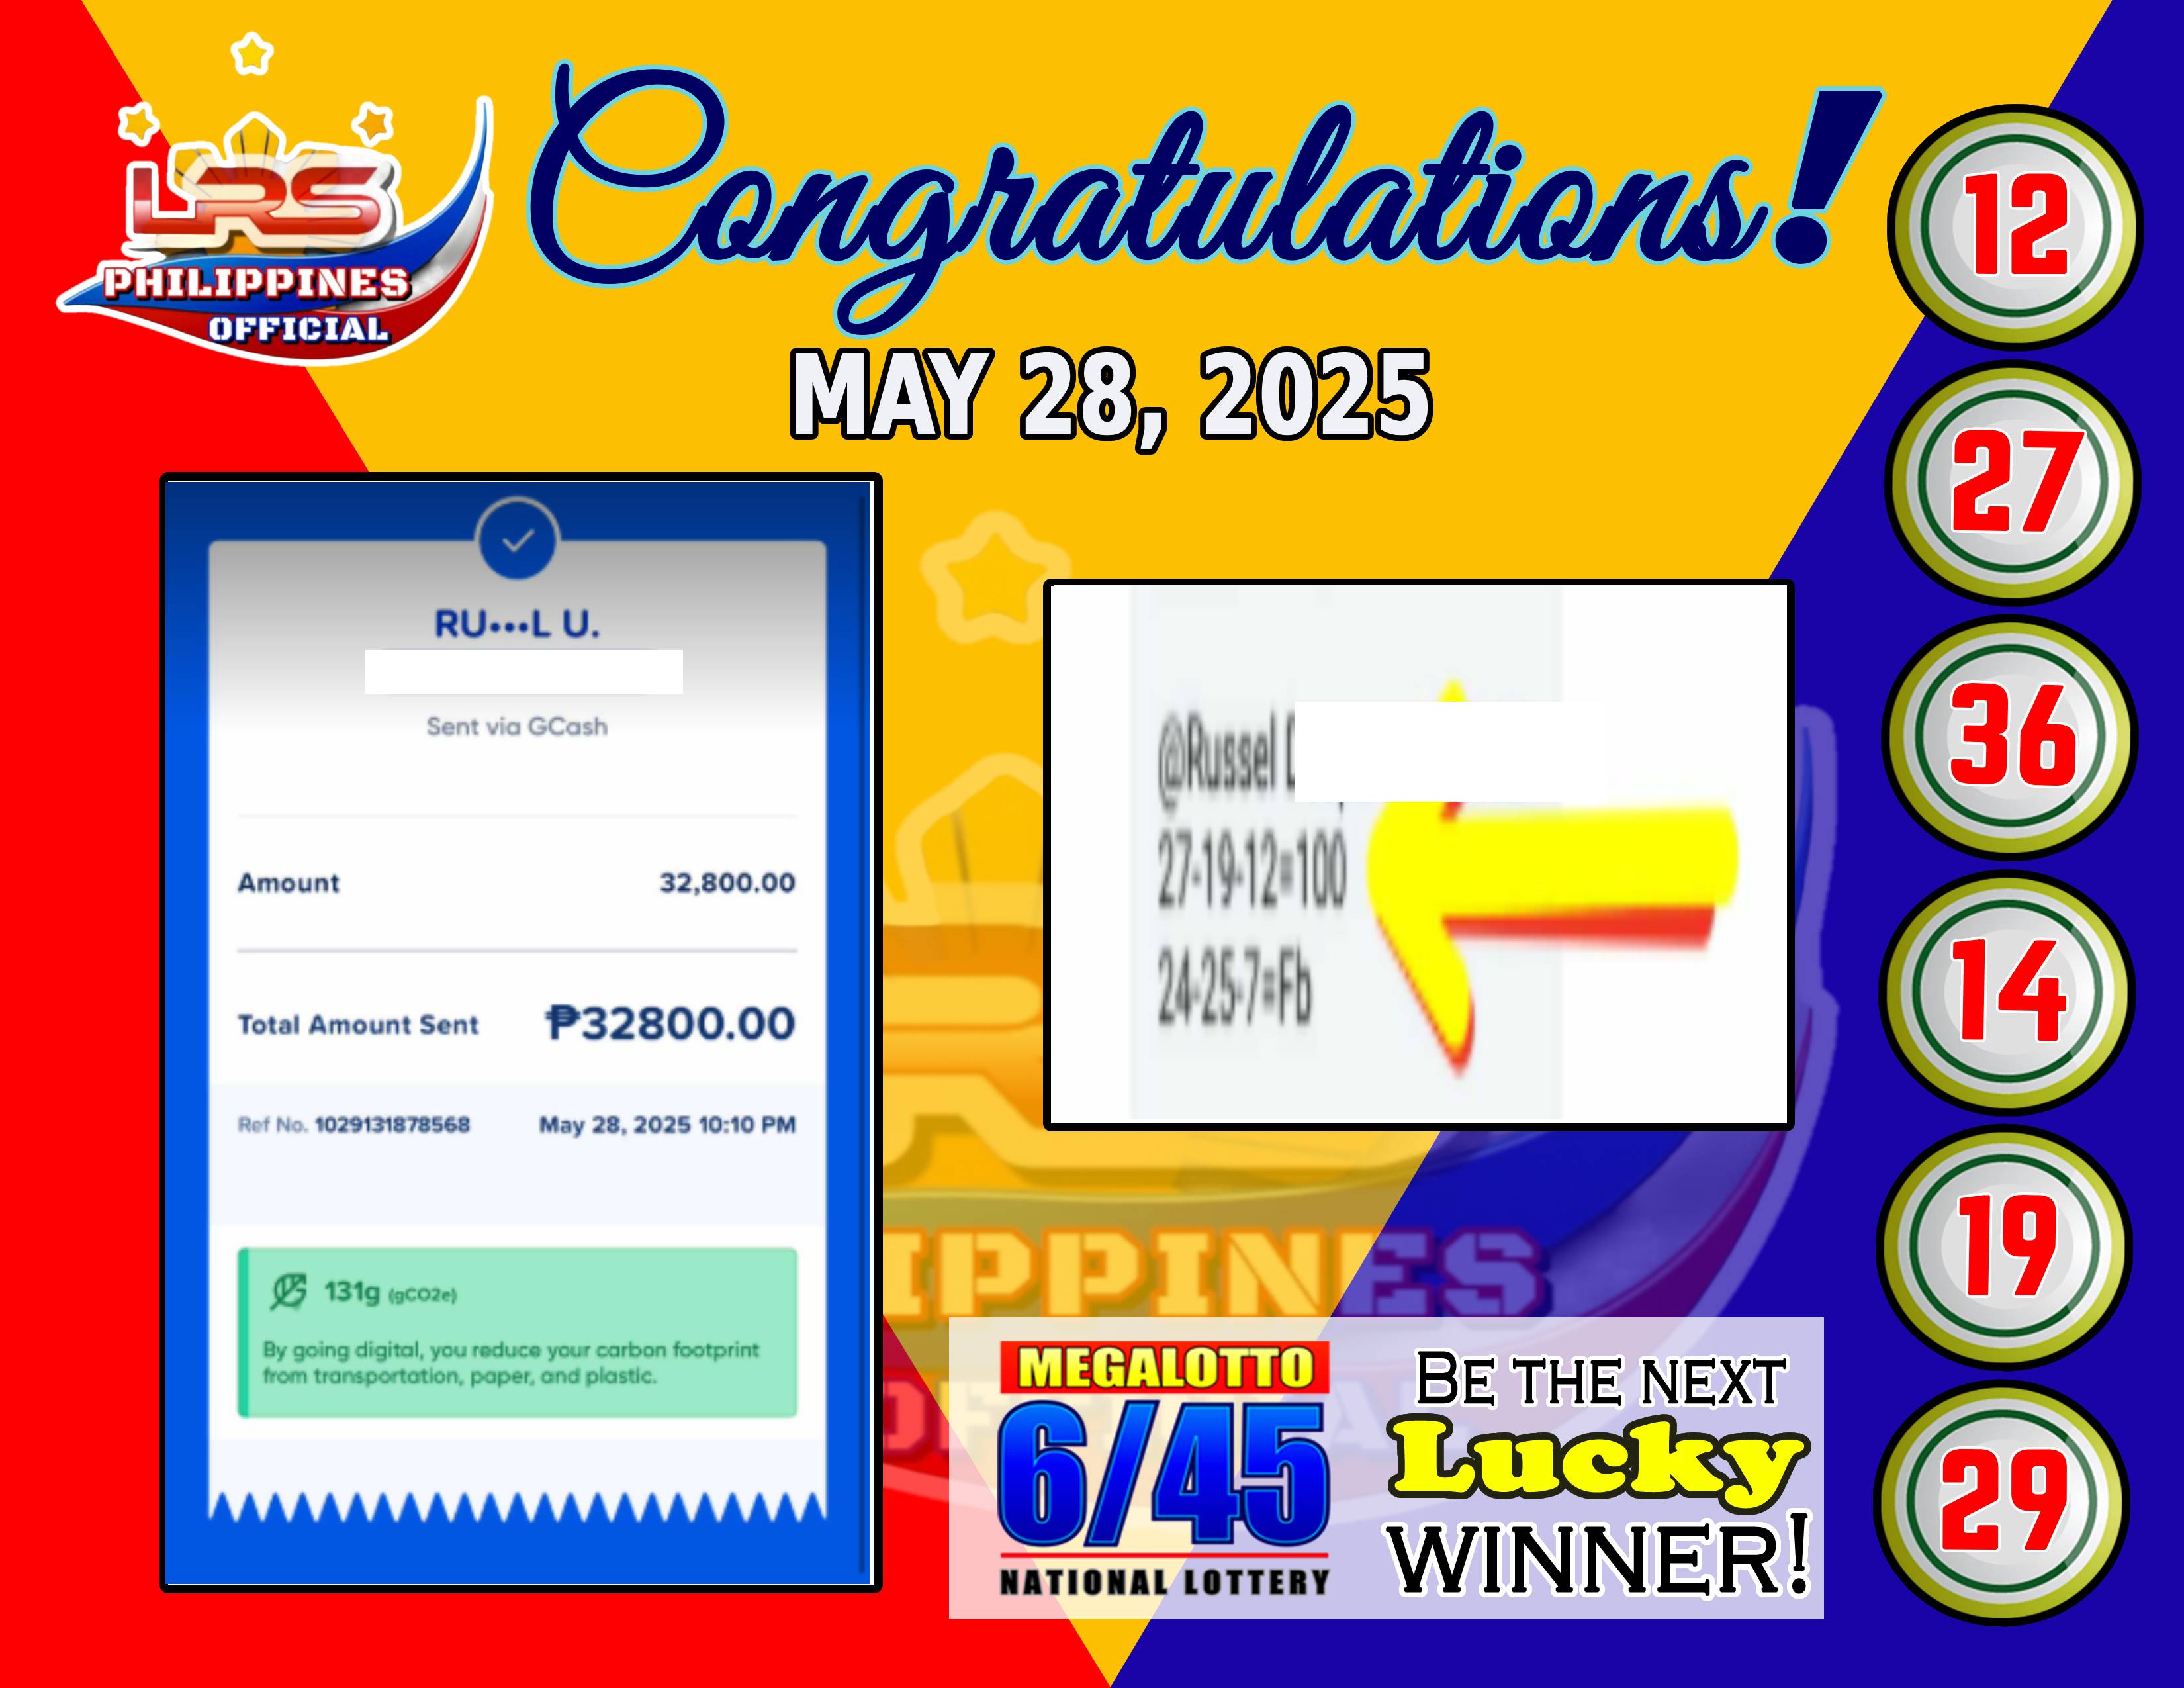 LRS
PHILIPPINES
OFFICIAL
Congratulations!
MAY 28, 2025
RU•••L U.
Sent via GCash
Amount 32,800.00
Total Amount Sent ₱32800.00
Ref No. 1029131878568 May 28, 2025 10:10 PM
131g (gCO2e)
By going digital, you reduce your carbon footprint
from transportation, paper, and plastic.
@Russel
27-19-12=100
24-25-7=Fb
12
27
36
14
19
29
IPPINES
MEGALOTTO
6/45
NATIONAL LOTTERY
BE THE NEXT
Lucky
WINNER!